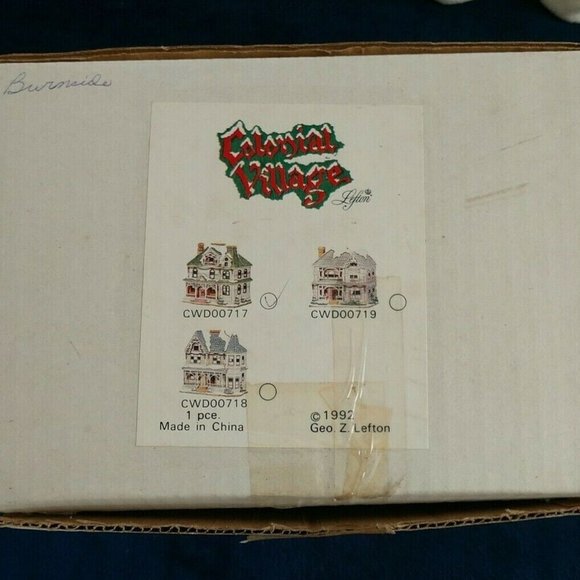 Burnside
Colonial
Village
Lefton
CWD00717
CWD00719
CWD00718
1 pce.
Made in China
© 1992
Geo. Z. Lefton